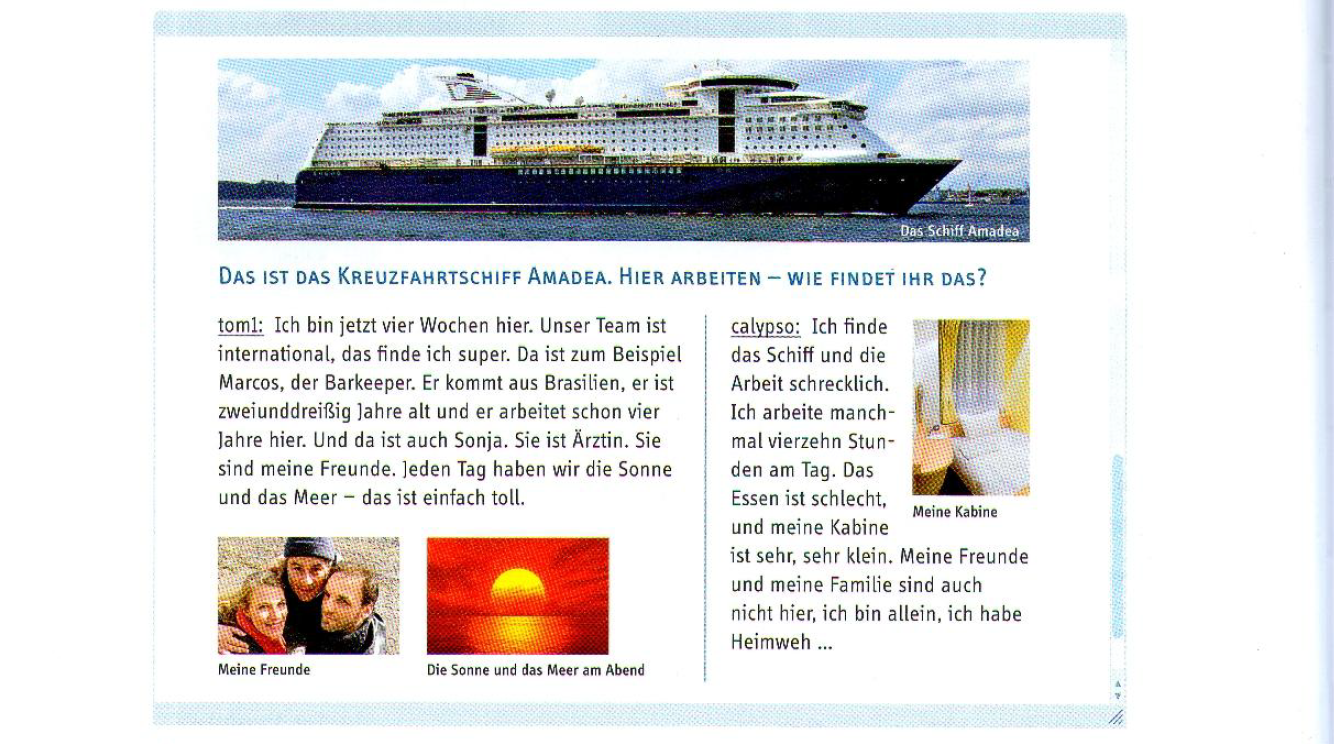 Das Schiff Amadea
DAS IST DAS KREUZFAHRTSCHIFF AMADEA. HIER ARBEITEN – WIE FINDET IHR DAS?
tom1: Ich bin jetzt vier Wochen hier. Unser Team ist
international, das finde ich super. Da ist zum Beispiel
Marcos, der Barkeeper. Er kommt aus Brasilien, er ist
zweiunddreißig Jahre alt und er arbeitet schon vier
Jahre hier. Und da ist auch Sonja. Sie ist Ärztin. Sie
sind meine Freunde. Jeden Tag haben wir die Sonne
und das Meer – das ist einfach toll.
Meine Freunde
Die Sonne und das Meer am Abend
calypso: Ich finde
das Schiff und die
Arbeit schrecklich.
Ich arbeite manch-
mal vierzehn Stun-
den am Tag. Das
Essen ist schlecht,
und meine Kabine
ist sehr, sehr klein. Meine Freunde
und meine Familie sind auch
nicht hier, ich bin allein, ich habe
Heimweh ...
Meine Kabine